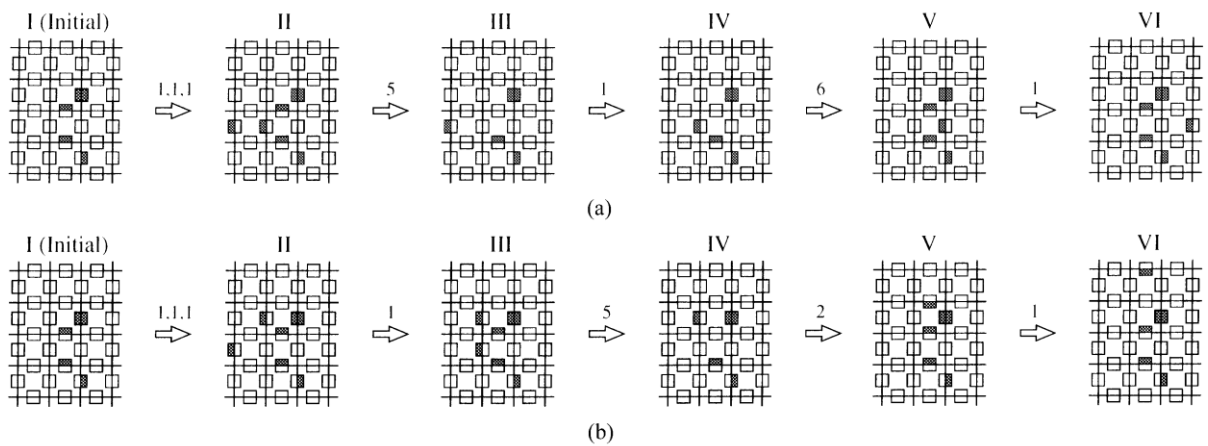 I (Initial) II III IV V VI
1,1,1 5 1 6 1
(a)
I (Initial) II III IV V VI
1,1,1 1 5 2 1
(b)